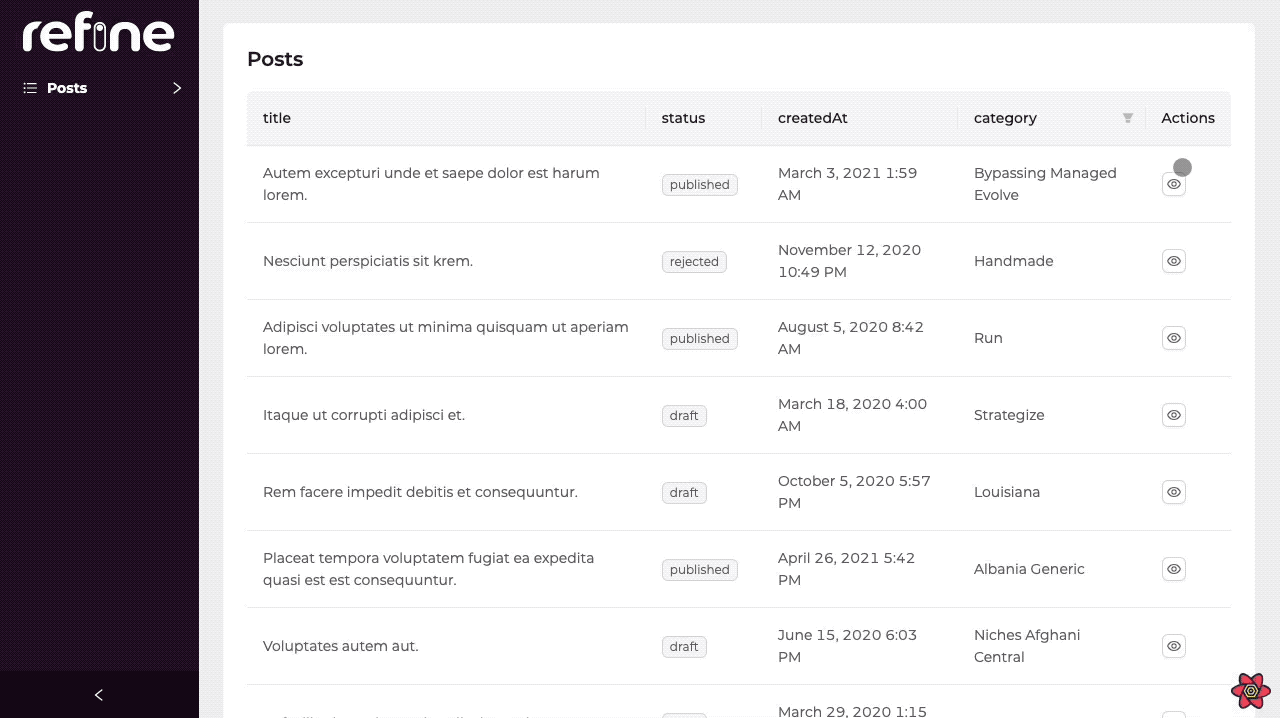 refine
Posts
Posts
title status createdAt category Actions
Autem excepturi unde et saepe dolor est harum
lorem.
published
March 3, 2021 1:59
AM
Bypassing Managed
Evolve
Nesciunt perspiciatis sit krem.
rejected
November 12, 2020
10:49 PM
Handmade
Adipisci voluptates ut minima quisquam ut aperiam
lorem.
published
August 5, 2020 8:42
AM
Run
Itaque ut corrupti adipisci et.
draft
March 18, 2020 4:00
AM
Strategize
Rem facere impedit debitis et consequuntur.
draft
October 5, 2020 5:57
PM
Louisiana
Placeat tempora voluptatem fugiat ea expedita
quasi est est consequuntur.
published
April 26, 2021 5:42
PM
Albania Generic
Voluptates autem aut.
draft
June 15, 2020 6:03
PM
Niches Afghani
Central
March 29, 2020 1:15